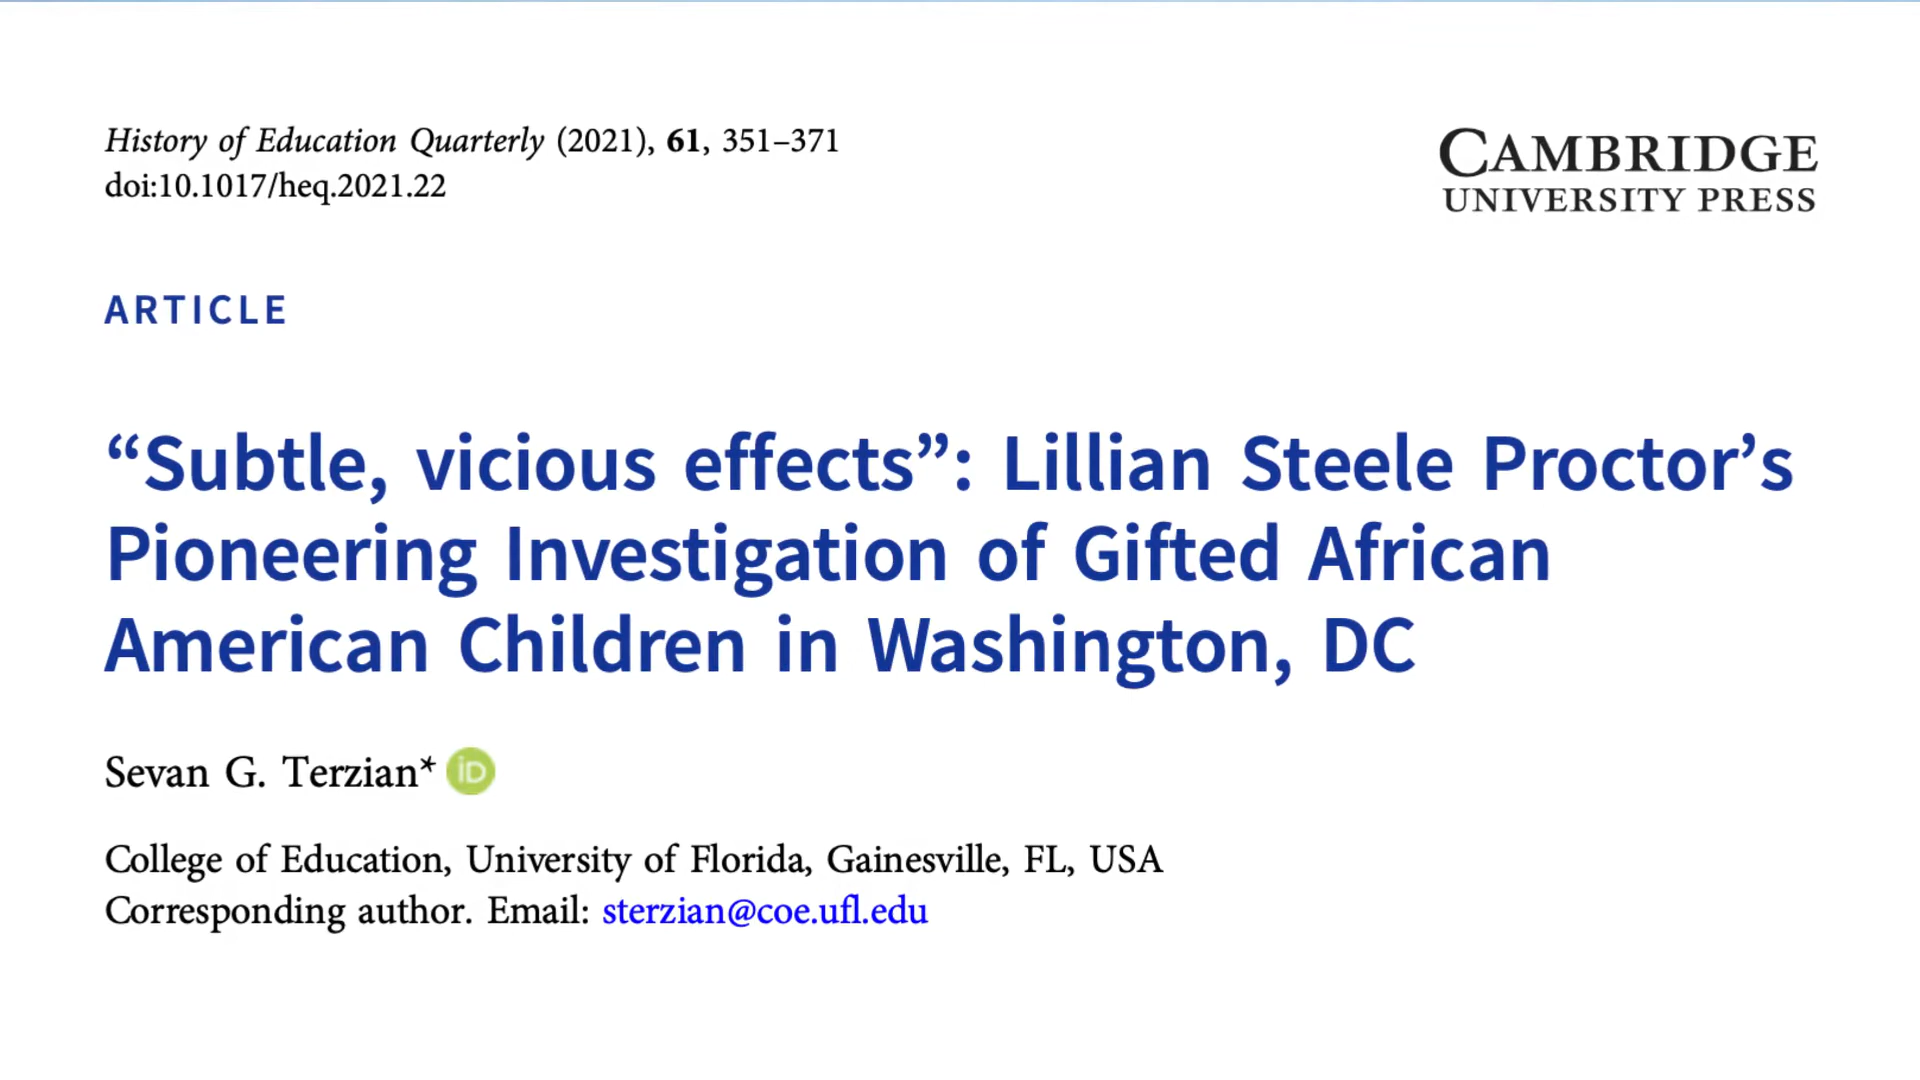 History of Education Quarterly (2021), 61, 351–371
doi:10.1017/heq.2021.22
CAMBRIDGE
UNIVERSITY PRESS
ARTICLE
“Subtle, vicious effects”: Lillian Steele Proctor’s
Pioneering Investigation of Gifted African
American Children in Washington, DC
Sevan G. Terzian* iD
College of Education, University of Florida, Gainesville, FL, USA
Corresponding author. Email: sterzian@coe.ufl.edu